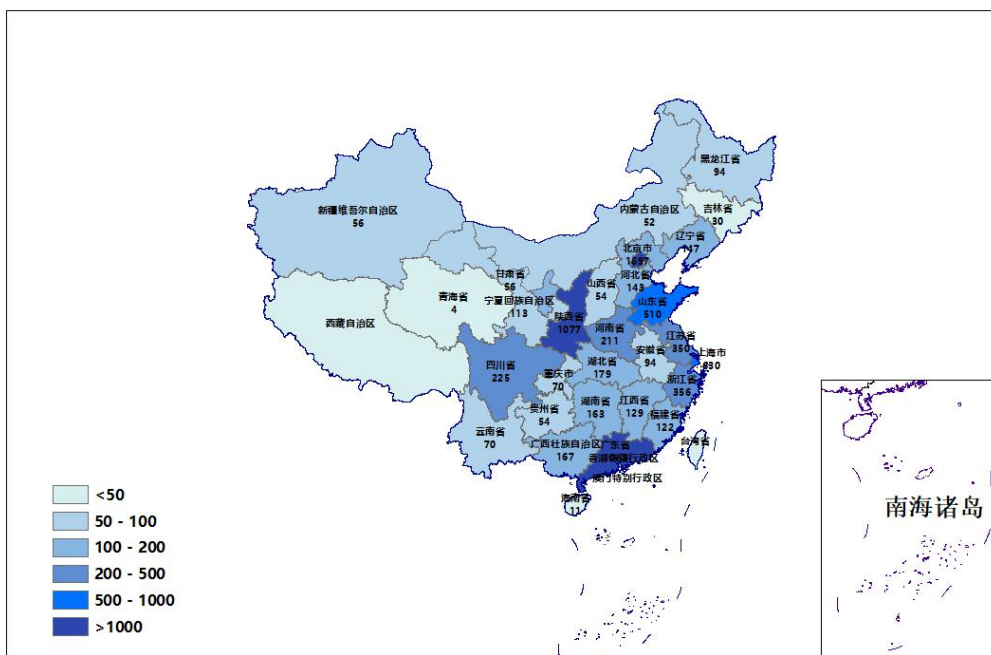 黑龙江省
94
吉林省
30
新疆维吾尔自治区
56
内蒙古自治区
52
辽宁省
147
北京市
1697
甘肃省
56
河北省
143
山西省
54
青海省
4
宁夏回族自治区
113
山东省
510
西藏自治区
陕西省
1077
河南省
211
江苏省
350
安徽省
94
上海市
四川省
225
湖北省
179
重庆市
70
浙江省
356
湖南省
163
江西省
129
贵州省
54
福建省
122
云南省
70
广西壮族自治区
167
广东省
台湾省
香港特别行政区
澳门特别行政区
海南省
11
南海诸岛
<50
50 - 100
100 - 200
200 - 500
500 - 1000
>1000